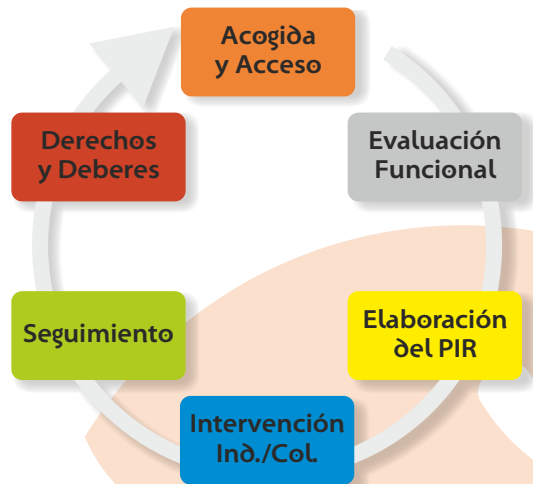 Acogida
y Acceso
Evaluación
Funcional
Elaboración
del PIR
Intervención
Ind./Col.
Seguimiento
Derechos
y Deberes